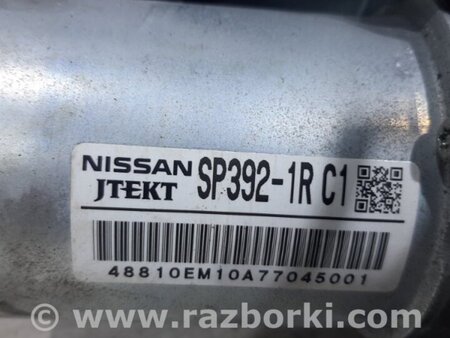 NISSAN SP392-1R C1
JTEKT
48810EM10A77045001
© www.razborki.com